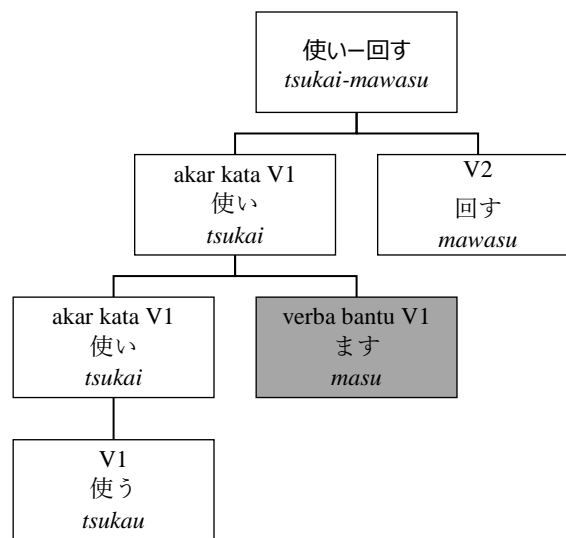 使い−回す
tsukai-mawasu
akar kata V1
使い
tsukai
V2
回す
mawasu
akar kata V1
使い
tsukai
verba bantu V1
ます
masu
V1
使う
tsukau